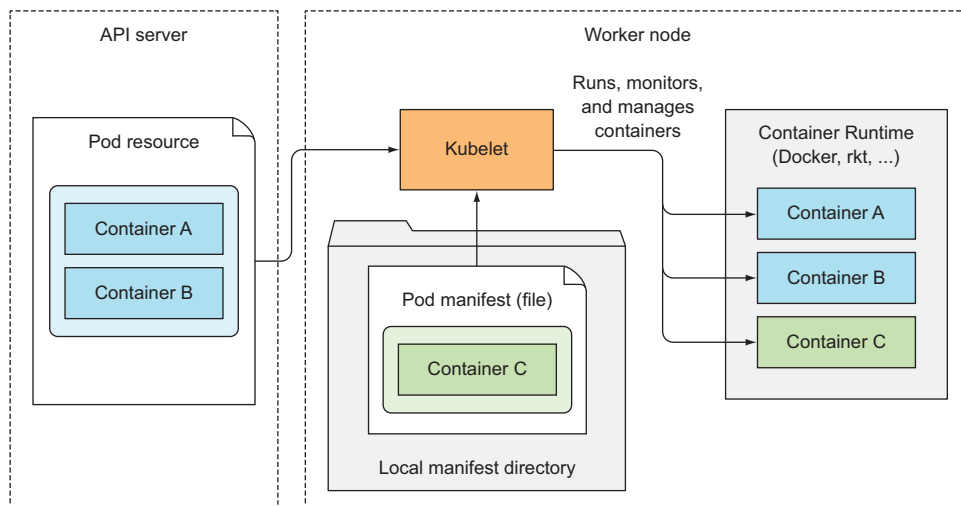 API server
Worker node
Pod resource
Container A
Container B
Kubelet
Runs, monitors,
and manages
containers
Pod manifest (file)
Container C
Local manifest directory
Container Runtime
(Docker, rkt, ...)
Container A
Container B
Container C